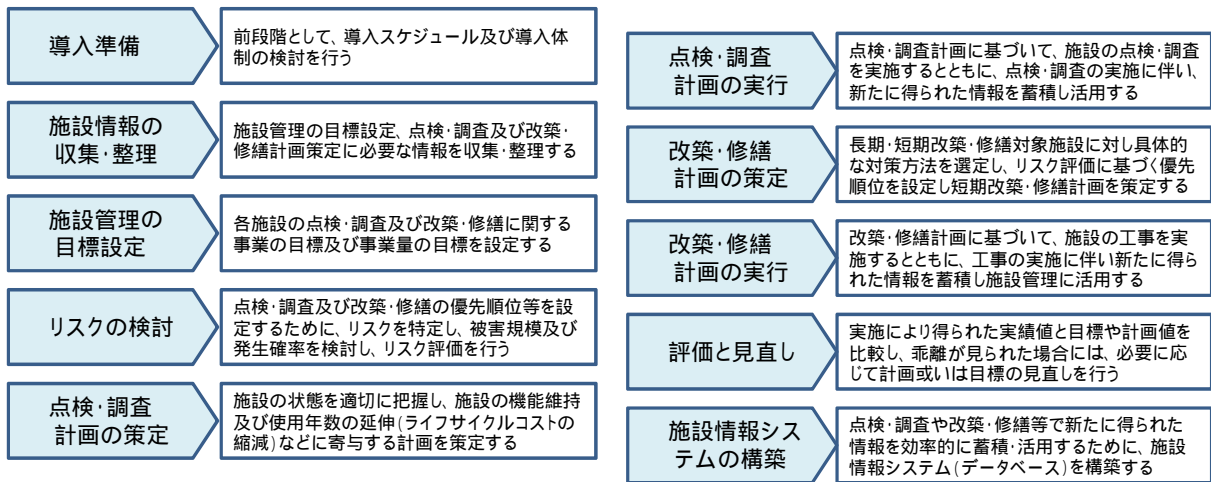 導入準備
前段階として、導入スケジュール及び導入体
制の検討を行う
施設情報の
収集･整理
施設管理の目標設定、点検･調査及び改築･
修繕計画策定に必要な情報を収集･整理する
施設管理の
目標設定
各施設の点検･調査及び改築･修繕に関する
事業の目標及び事業量の目標を設定する
リスクの検討
点検･調査及び改築･修繕の優先順位等を設
定するために、リスクを特定し、被害規模及び
発生確率を検討し、リスク評価を行う
点検･調査
計画の策定
施設の状態を適切に把握し、施設の機能維持
及び使用年数の延伸(ライフサイクルコストの
縮減)などに寄与する計画を策定する
点検･調査
計画の実行
点検･調査計画に基づいて、施設の点検･調査
を実施するとともに、点検･調査の実施に伴い、
新たに得られた情報を蓄積し活用する
改築･修繕
計画の策定
長期･短期改築･修繕対象施設に対し具体的
な対策方法を選定し、リスク評価に基づく優先
順位を設定し短期改築･修繕計画を策定する
改築･修繕
計画の実行
改築･修繕計画に基づいて、施設の工事を実
施するとともに、工事の実施に伴い新たに得ら
れた情報を蓄積し施設管理に活用する
評価と見直し
実施により得られた実績値と目標や計画値を
比較し、乖離が見られた場合には、必要に応
じて計画或いは目標の見直しを行う
施設情報シス
テムの構築
点検･調査や改築･修繕等で新たに得られた
情報を効率的に蓄積･活用するために、施設
情報システム(データベース)を構築する